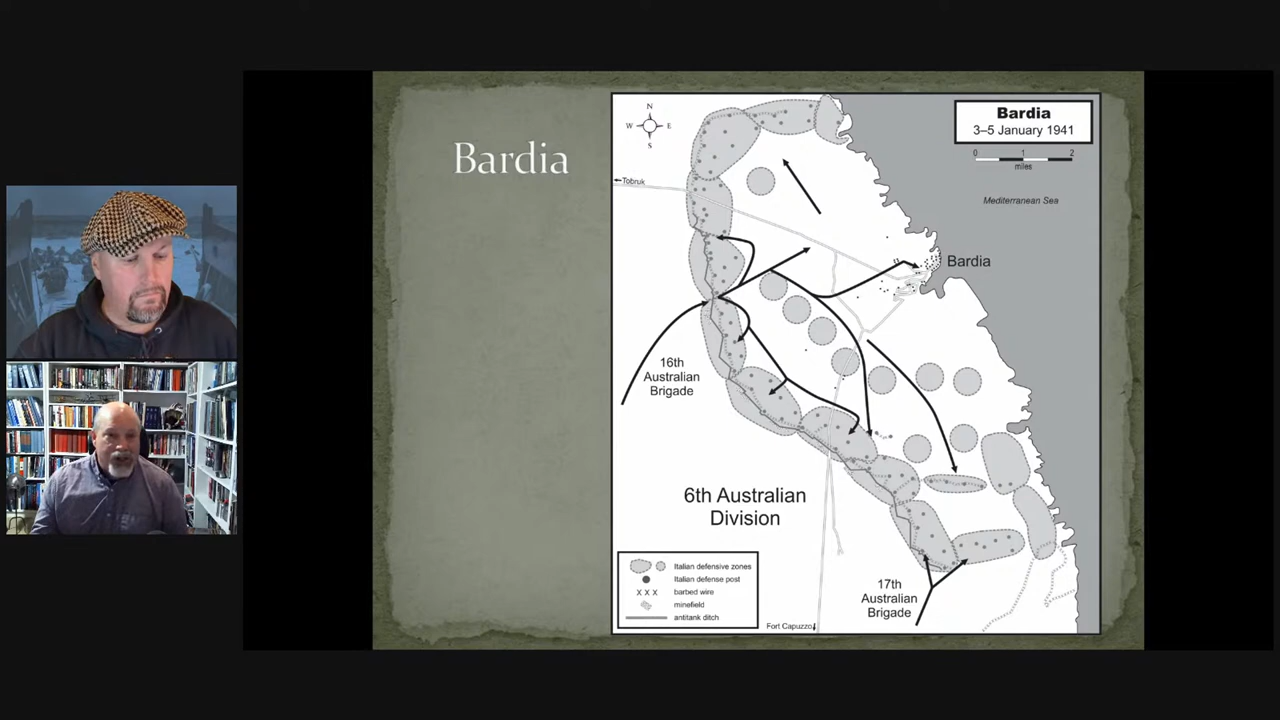 Bardia
Bardia
3–5 January 1941
0 1 2
miles
N
W E
S
Tobruk
Mediterranean Sea
Bardia
16th
Australian
Brigade
6th Australian
Division
17th
Australian
Brigade
Italian defensive zones
Italian defense post
X X X barbed wire
minefield
antitank ditch
Fort Capuzzo